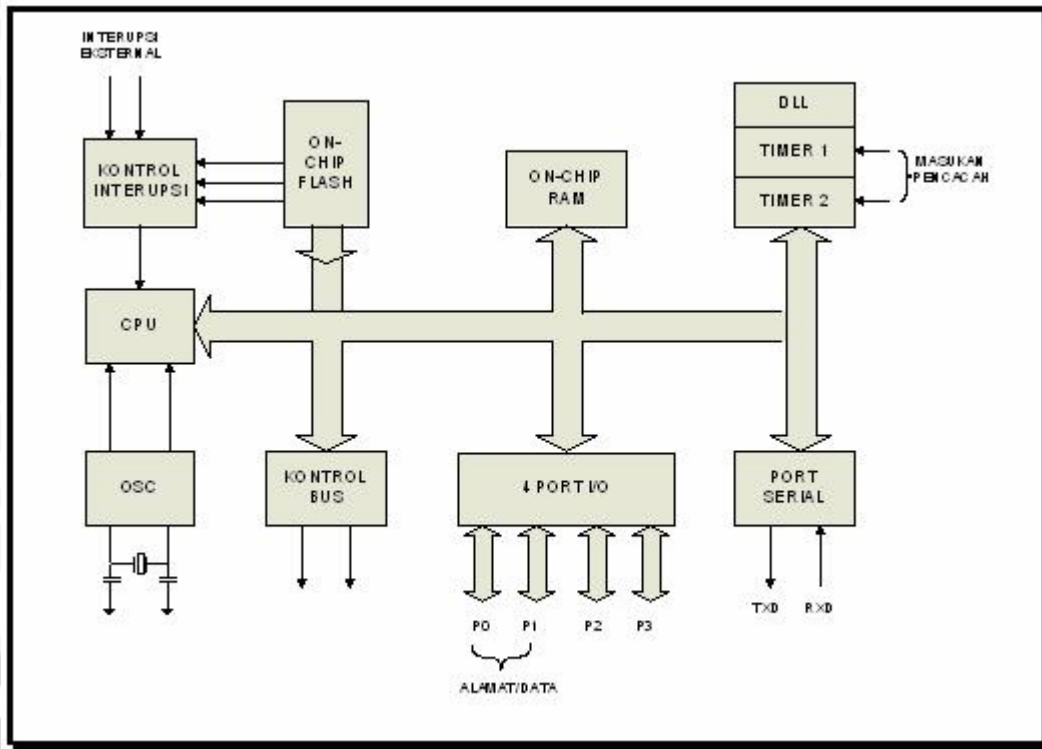 INTERUPSI
EKSTERNAL
KONTROL
INTERUPSI
ON-
CHIP
FLASH
ON-CHIP
RAM
DLL
TIMER 1
TIMER 2
MASUKAN
PENCACAH
CPU
OSC
KONTROL
BUS
4 PORT I/O
PORT
SERIAL
P0 P1 P2 P3
TXD RXD
ALAMAT/DATA